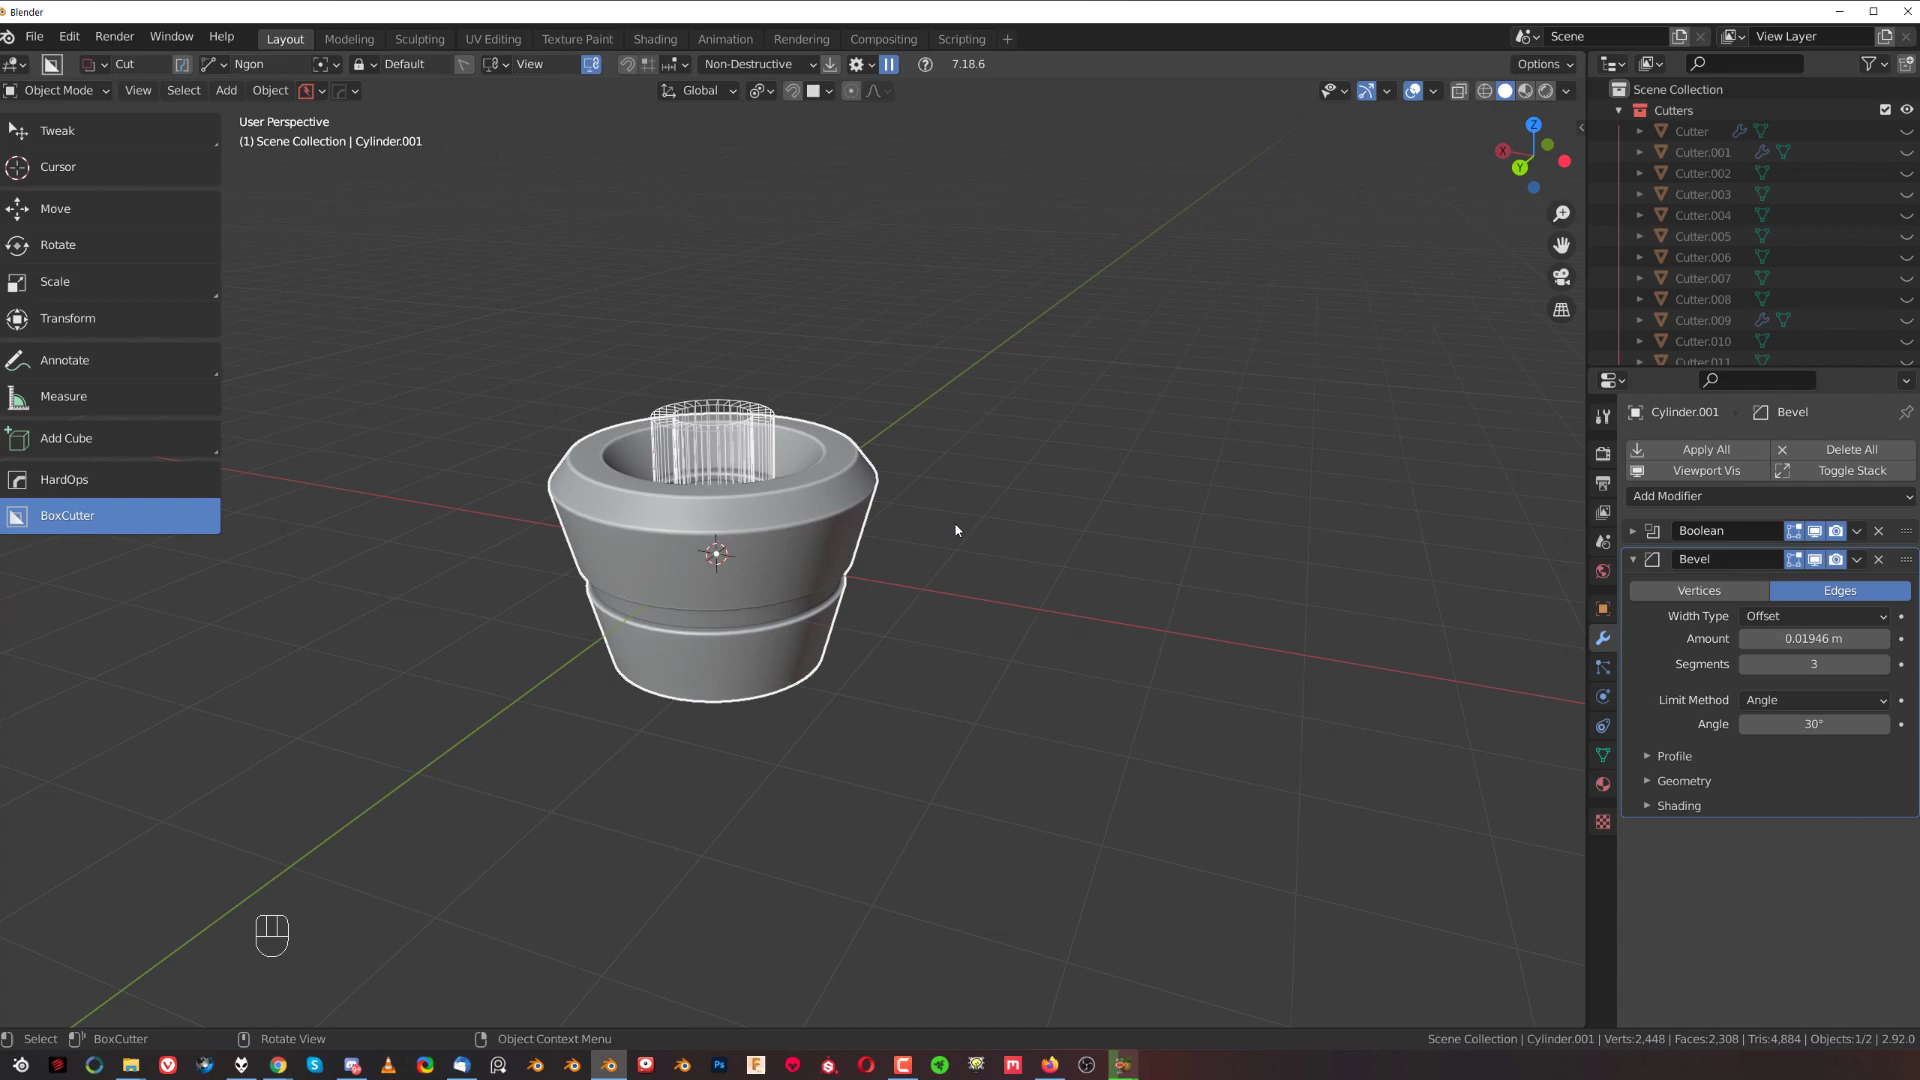 Blender
File Edit Render Window Help
Layout Modeling Sculpting UV Editing Texture Paint Shading Animation Rendering Compositing Scripting +
Scene
View Layer
Cut Ngon Default View Non-Destructive 7.18.6 Options
Object Mode View Select Add Object Global
Scene Collection
Cutters
Cutter
Cutter.001
Cutter.002
Cutter.003
Cutter.004
Cutter.005
Cutter.006
Cutter.007
Cutter.008
Cutter.009
Cutter.010
Cutter.011
Tweak
Cursor
Move
Rotate
Scale
Transform
Annotate
Measure
Add Cube
HardOps
BoxCutter
User Perspective
(1) Scene Collection | Cylinder.001
Z
X
Y
Cylinder.001 Bevel
Apply All Delete All
Viewport Vis Toggle Stack
Add Modifier
Boolean
Bevel
Vertices Edges
Width Type Offset
Amount 0.01946 m
Segments 3
Limit Method Angle
Angle 30°
Profile
Geometry
Shading
Select BoxCutter Rotate View Object Context Menu
Scene Collection | Cylinder.001 | Verts:2,448 | Faces:2,308 | Tris:4,884 | Objects:1/2 | 2.92.0